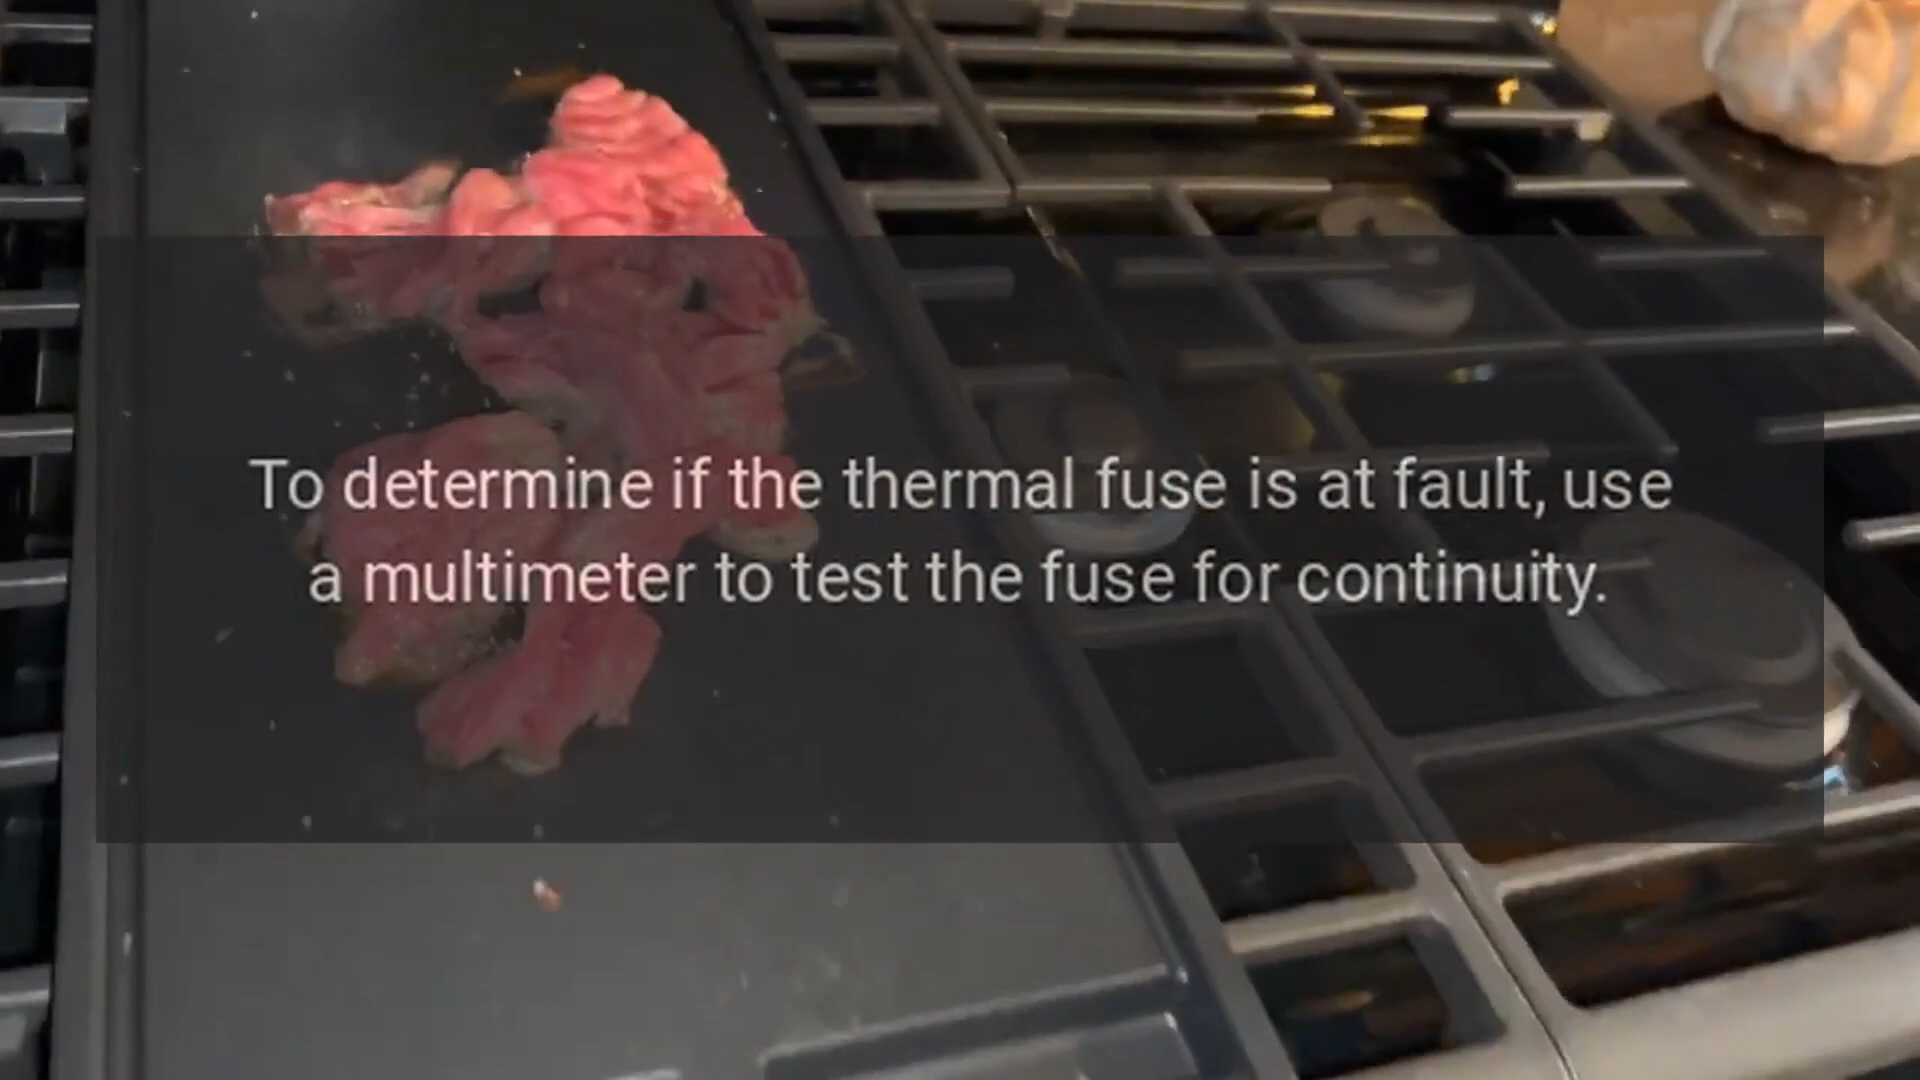 To determine if the thermal fuse is at fault, use
a multimeter to test the fuse for continuity.